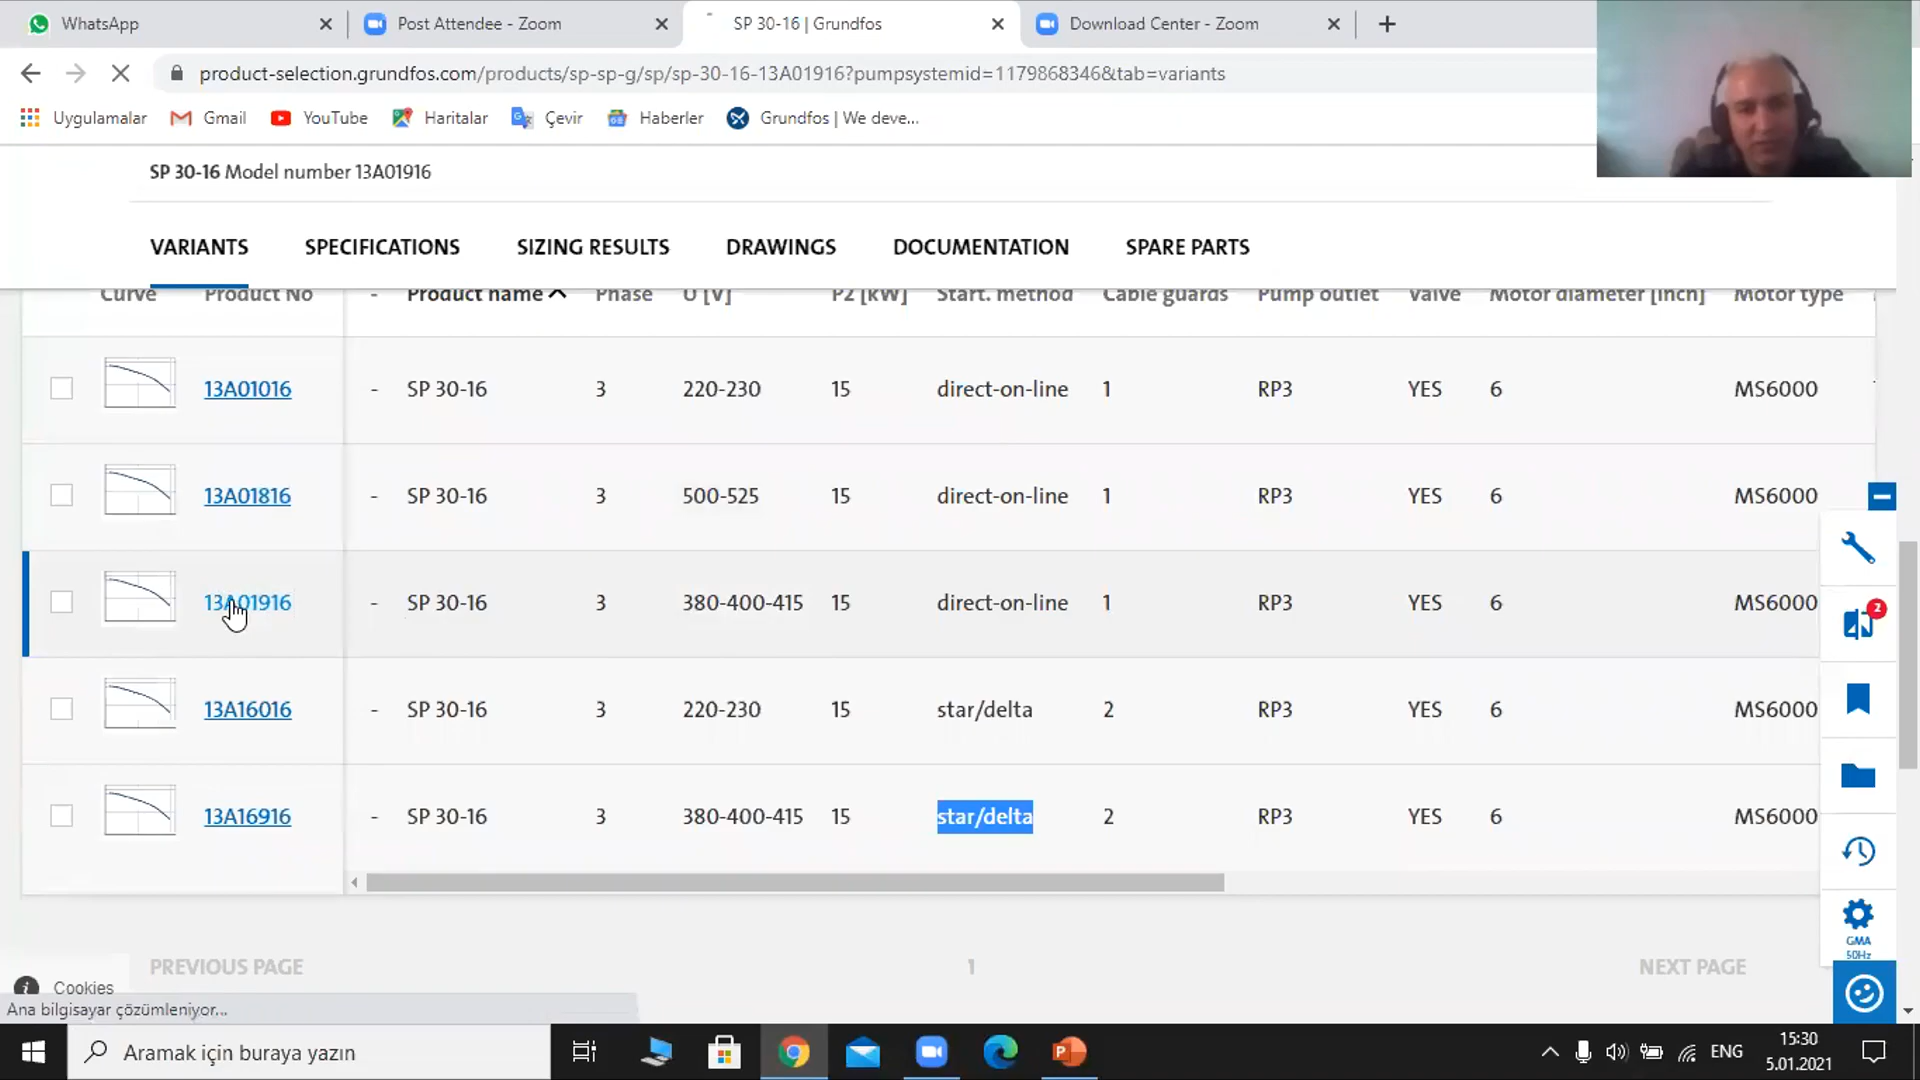 WhatsApp
Post Attendee - Zoom
SP 30-16 | Grundfos
Download Center - Zoom
product-selection.grundfos.com/products/sp-sp-g/sp/sp-30-16-13A01916?pumpsystemid=1179868346&tab=variants
Uygulamalar Gmail YouTube Haritalar Çevir Haberler Grundfos | We deve...
SP 30-16 Model number 13A01916
VARIANTS SPECIFICATIONS SIZING RESULTS DRAWINGS DOCUMENTATION SPARE PARTS
Curve Product No - Product name Phase U [V] P2 [kW] Start. method Cable guards Pump outlet Valve Motor diameter [inch] Motor type
13A01016 - SP 30-16 3 220-230 15 direct-on-line 1 RP3 YES 6 MS6000
13A01816 - SP 30-16 3 500-525 15 direct-on-line 1 RP3 YES 6 MS6000
13A01916 - SP 30-16 3 380-400-415 15 direct-on-line 1 RP3 YES 6 MS6000
13A16016 - SP 30-16 3 220-230 15 star/delta 2 RP3 YES 6 MS6000
13A16916 - SP 30-16 3 380-400-415 15 star/delta 2 RP3 YES 6 MS6000
2
GMA
50Hz
PREVIOUS PAGE 1 NEXT PAGE
Cookies
Ana bilgisayar çözümleniyor...
Aramak için buraya yazın
ENG
15:30
5.01.2021